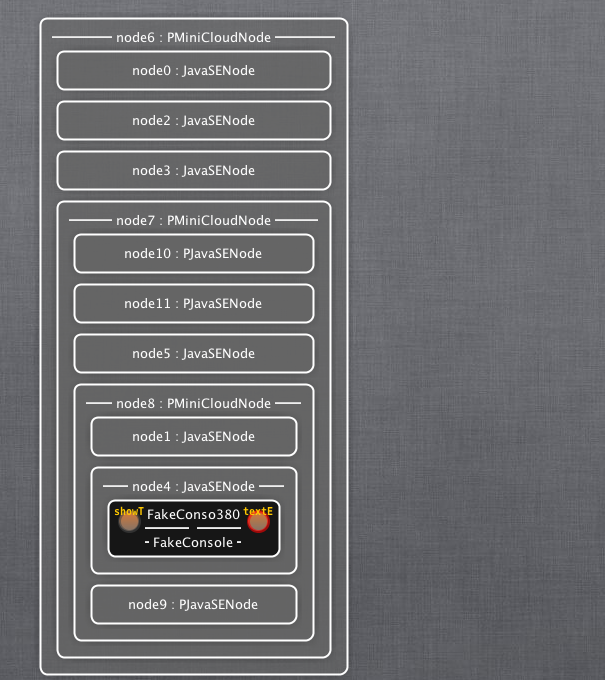 node6 : PMiniCloudNode
node0 : JavaSENode
node2 : JavaSENode
node3 : JavaSENode
node7 : PMiniCloudNode
node10 : PJavaSENode
node11 : PJavaSENode
node5 : JavaSENode
node8 : PMiniCloudNode
node1 : JavaSENode
node4 : JavaSENode
showT FakeConso380 textE
- FakeConsole -
node9 : PJavaSENode